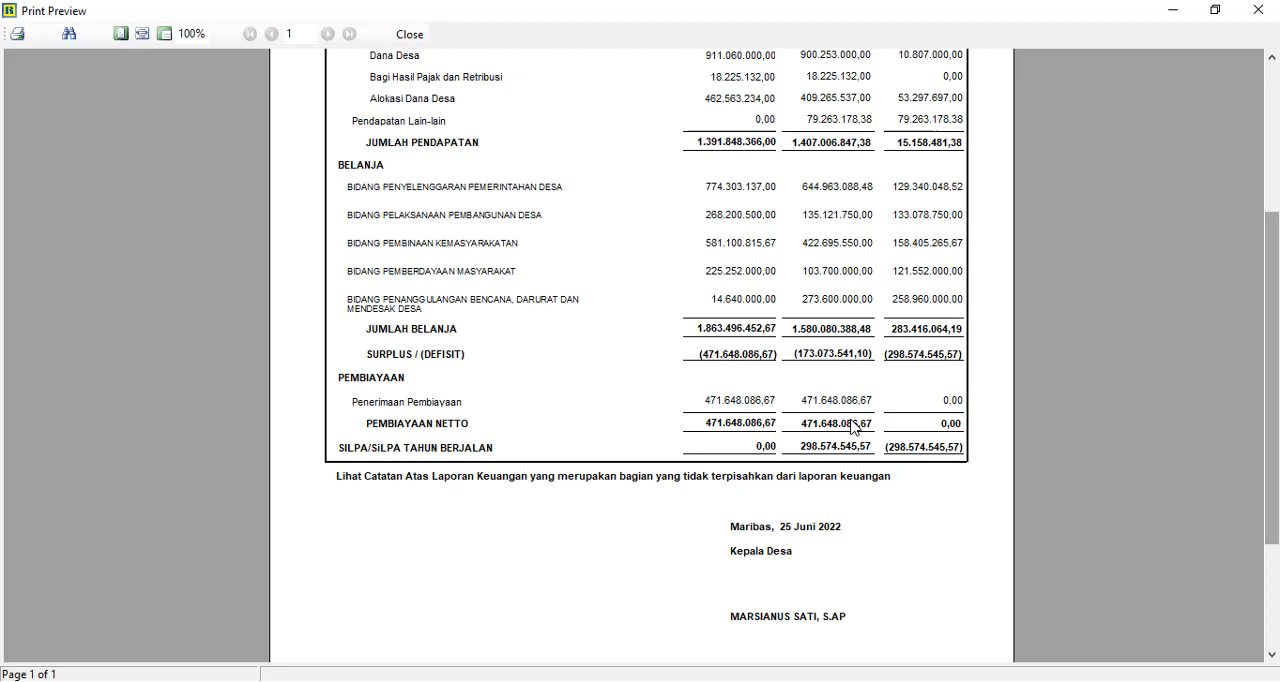 Print Preview
100% 1 Close
Dana Desa 911.060.000,00 900.253.000,00 10.807.000,00
Bagi Hasil Pajak dan Retribusi 18.225.132,00 18.225.132,00 0,00
Alokasi Dana Desa 462.563.234,00 409.265.537,00 53.297.697,00
Pendapatan Lain-lain 0,00 79.263.178,38 79.263.178,38
JUMLAH PENDAPATAN 1.391.848.366,00 1.407.006.847,38 15.158.481,38
BELANJA
BIDANG PENYELENGGARAN PEMERINTAHAN DESA 774.303.137,00 644.963.088,48 129.340.048,52
BIDANG PELAKSANAAN PEMBANGUNAN DESA 268.200.500,00 135.121.750,00 133.078.750,00
BIDANG PEMBINAAN KEMASYARAKATAN 581.100.815,67 422.695.550,00 158.405.265,67
BIDANG PEMBERDAYAAN MASYARAKAT 225.252.000,00 103.700.000,00 121.552.000,00
BIDANG PENANGGULANGAN BENCANA, DARURAT DAN 14.640.000,00 273.600.000,00 258.960.000,00
MENDESAK DESA
JUMLAH BELANJA 1.863.496.452,67 1.580.080.388,48 283.416.064,19
SURPLUS / (DEFISIT) (471.648.086,67) (173.073.541,10) (298.574.545,57)
PEMBIAYAAN
Penerimaan Pembiayaan 471.648.086,67 471.648.086,67 0,00
PEMBIAYAAN NETTO 471.648.086,67 471.648.086,67 0,00
SILPA/SiLPA TAHUN BERJALAN 0,00 298.574.545,57 (298.574.545,57)
Lihat Catatan Atas Laporan Keuangan yang merupakan bagian yang tidak terpisahkan dari laporan keuangan
Maribas, 25 Juni 2022
Kepala Desa
MARSIANUS SATI, S.AP
Page 1 of 1